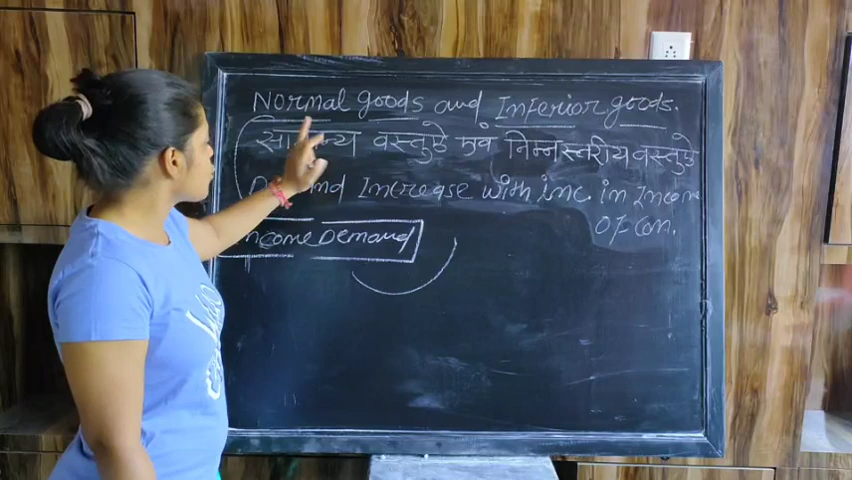 Normal goods and Inferior goods.
सामान्य वस्तुऐ एवं निम्नस्तरीय वस्तुऐ
Demand Increase with inc. in Income
of con.
Income Demand